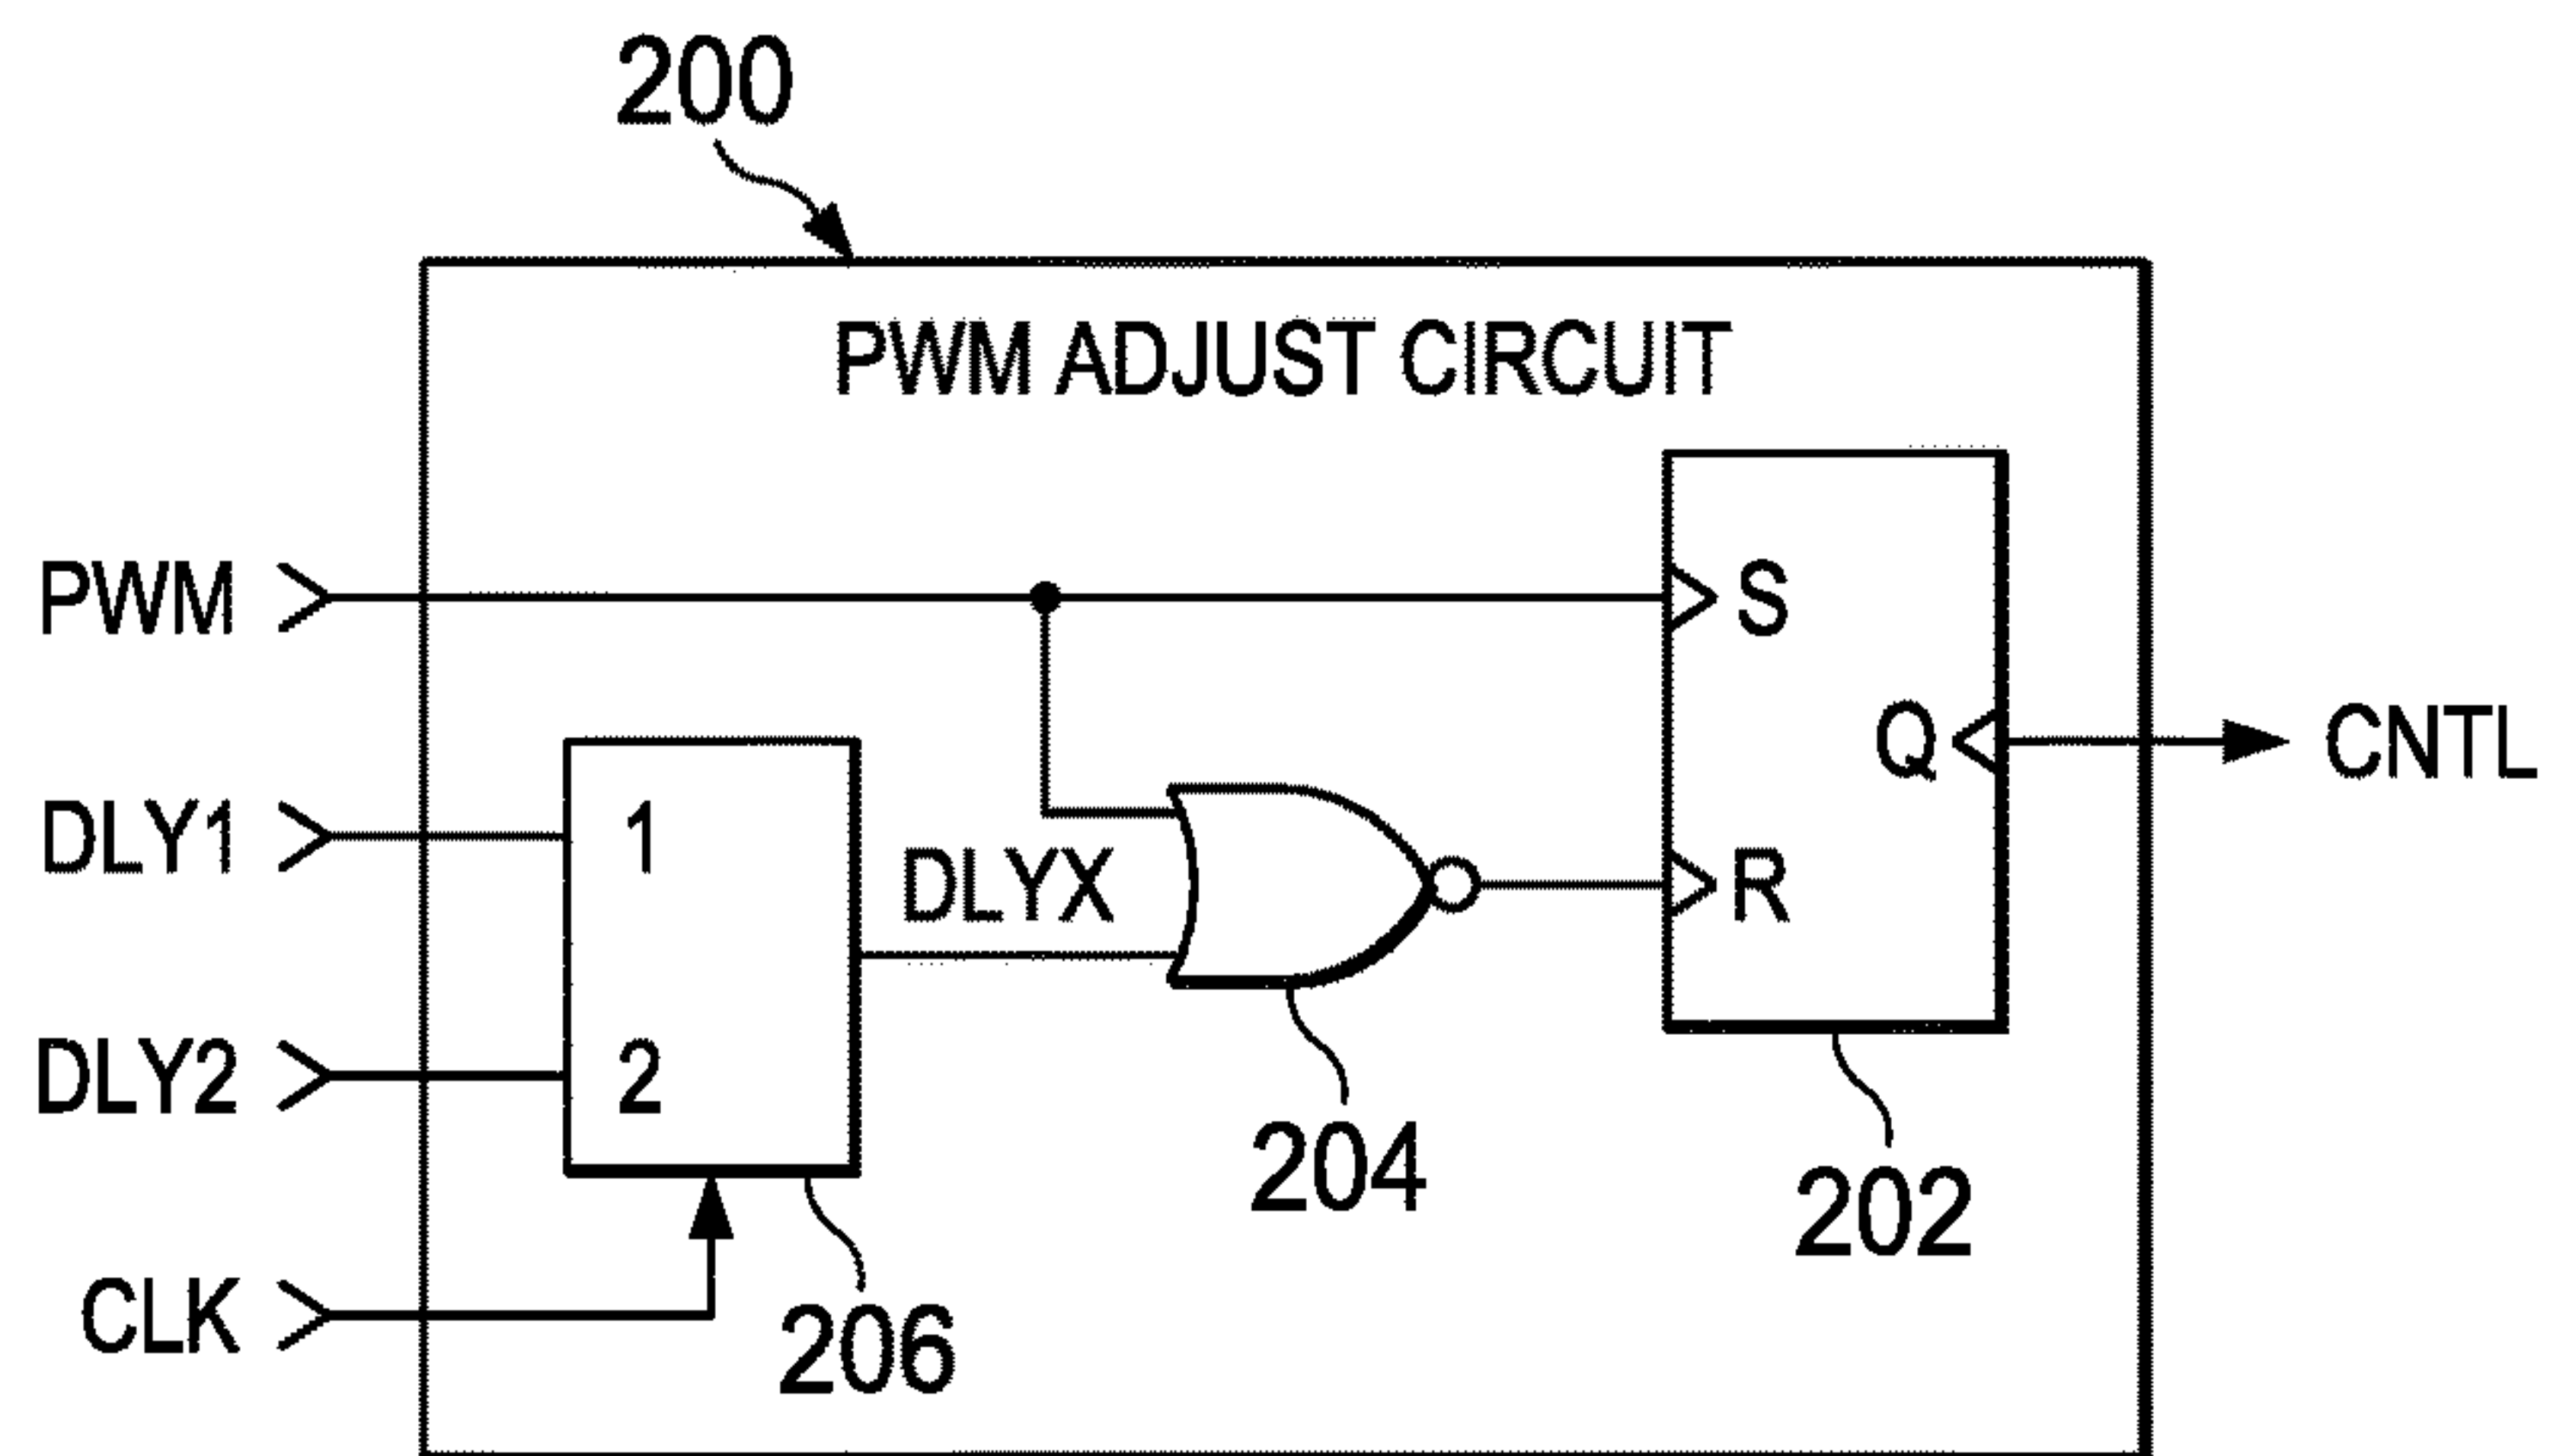 200
PWM ADJUST CIRCUIT
PWM
S
Q
CNTL
DLY1
1
DLYX
R
DLY2
2
204
202
CLK
206